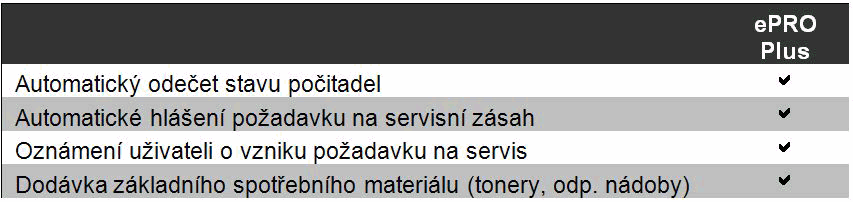 ePRO
Plus
Automatický odečet stavu počitadel
Automatické hlášení požadavku na servisní zásah
Oznámení uživateli o vzniku požadavku na servis
Dodávka základního spotřebního materiálu (tonery, odp. nádoby)